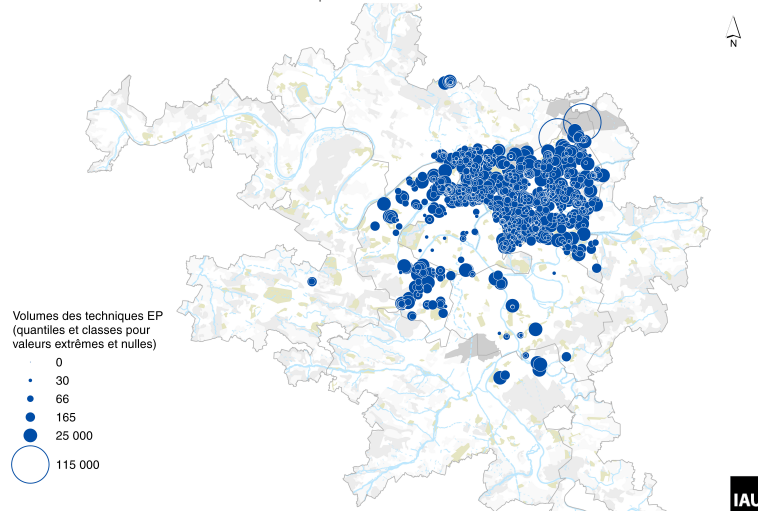 N
Volumes des techniques EP
(quantiles et classes pour
valeurs extrêmes et nulles)
0
30
66
165
25 000
115 000
IAU